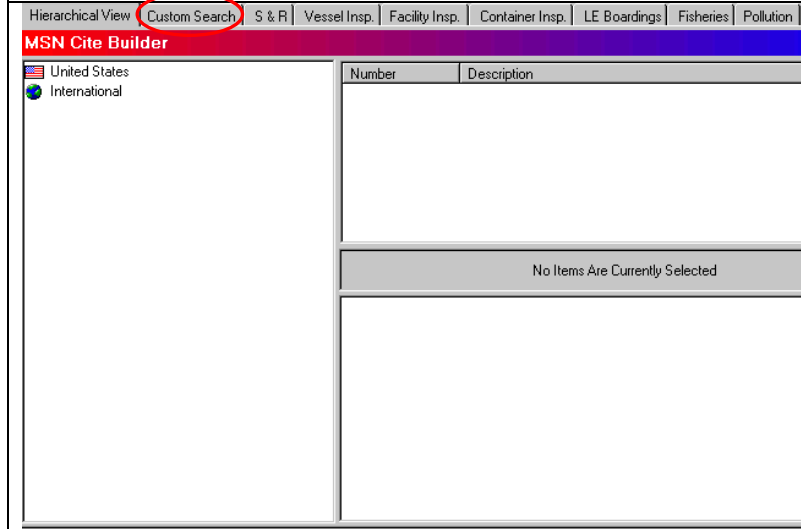 Hierarchical View Custom Search S & R Vessel Insp. Facility Insp. Container Insp. LE Boardings Fisheries Pollution
MSN Cite Builder
United States
International
Number Description
No Items Are Currently Selected